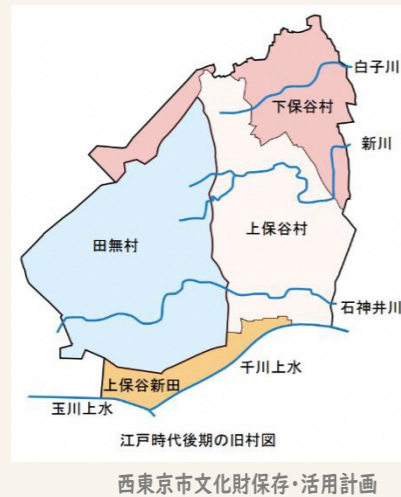 白子川
下保谷村
新川
上保谷村
田無村
石神井川
千川上水
上保谷新田
玉川上水
江戸時代後期の旧村図
西東京市文化財保存・活用計画